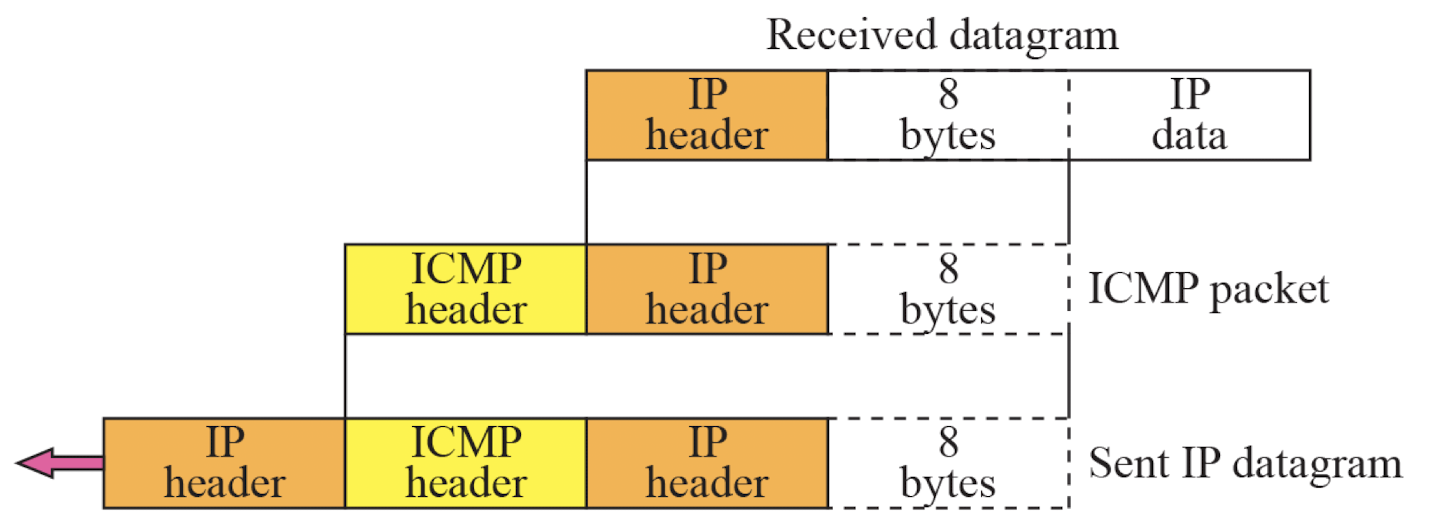 Received datagram
IP header
8 bytes
IP data
ICMP header
IP header
8 bytes
ICMP packet
IP header
ICMP header
IP header
8 bytes
Sent IP datagram